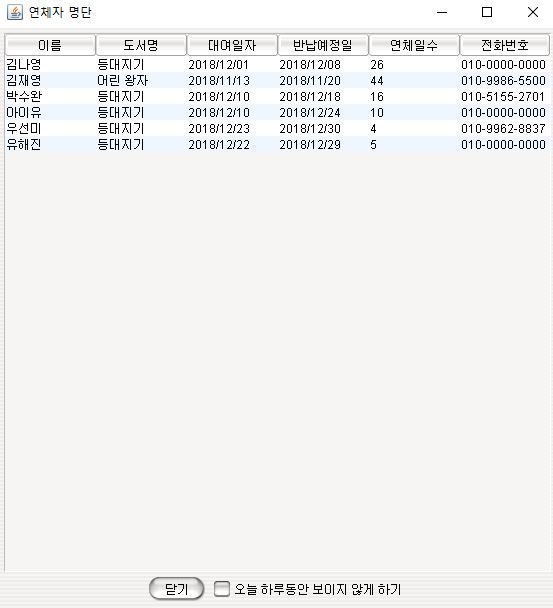 연체자 명단
이름 도서명 대여일자 반납예정일 연체일수 전화번호
김나영 등대지기 2018/12/01 2018/12/08 26 010-0000-0000
김재영 어린 왕자 2018/11/13 2018/11/20 44 010-9986-5500
박수완 등대지기 2018/12/10 2018/12/18 16 010-5155-2701
아이유 등대지기 2018/12/10 2018/12/24 10 010-0000-0000
우선미 등대지기 2018/12/23 2018/12/30 4 010-9962-8837
유해진 등대지기 2018/12/22 2018/12/29 5 010-0000-0000
닫기 오늘 하루동안 보이지 않게 하기